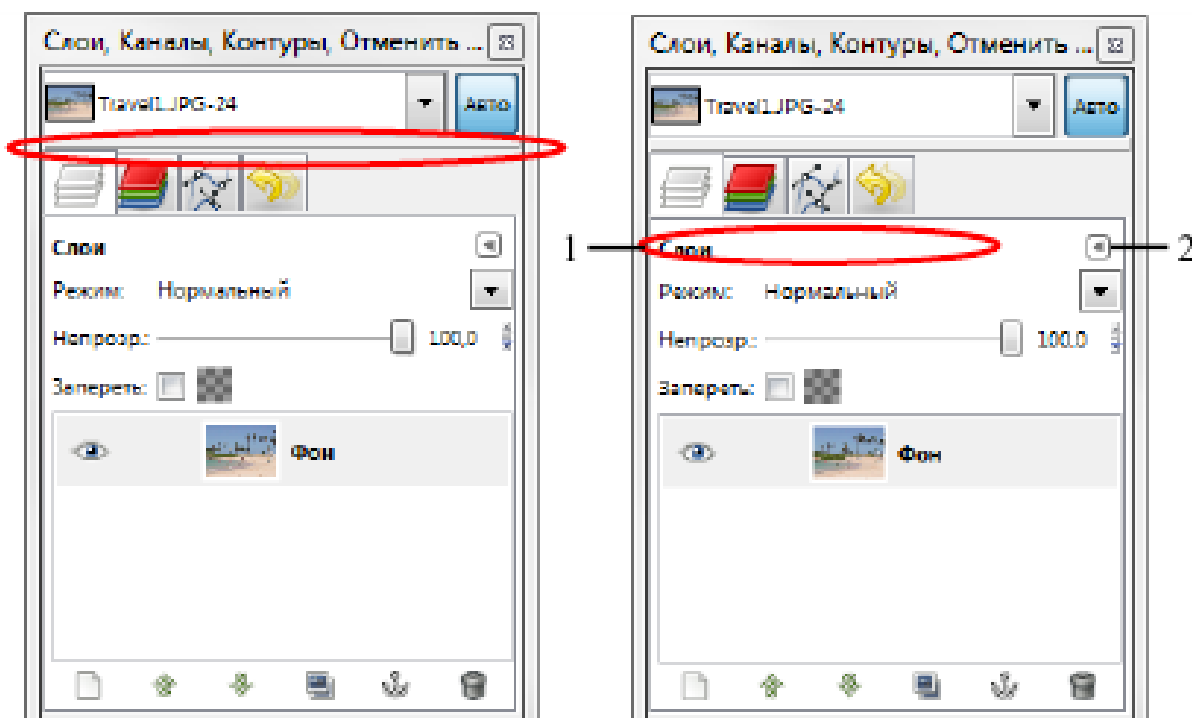 Слои, Каналы, Контуры, Отменить ...
Travel1.JPG-24
Авто
Слои
Режим: Нормальный
Непрозр.: 100,0
Запереть:
Фон
Слои, Каналы, Контуры, Отменить ...
Travel1.JPG-24
Авто
1
Слои
2
Режим: Нормальный
Непрозр.: 100.0
Запереть:
Фон